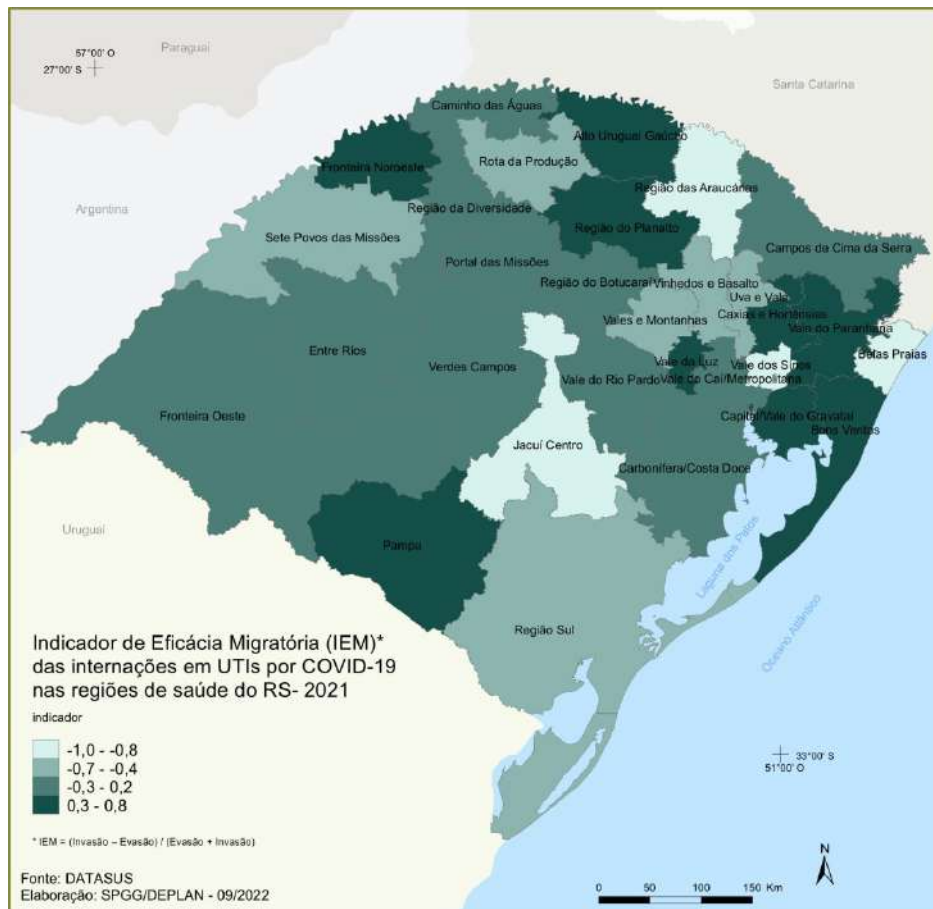 Paraguai
57°00' O
27°00' S
Santa Catarina
Caminho das Águas
Alto Uruguai Gaúcho
Rota da Produção
Fronteira Noroeste
Região das Araucárias
Argentina
Região da Diversidade
Região do Planalto
Sete Povos das Missões
Campos de Cima da Serra
Portal das Missões
Região do Botucaraí
Vinhedos e Basalto
Uva e Vale
Vales e Montanhas
Caxias e Hortênsias
Vale do Paranhana
Entre Rios
Belas Praias
Verdes Campos
Vale da Luz
Vale dos Sinos
Vale do Rio Pardo
Vale do Caí/Metropolitana
Fronteira Oeste
Capital/Vale do Gravataí
Bons Ventos
Jacuí Centro
Carbonífera/Costa Doce
Uruguai
Pampa
Laguna dos Patos
Oceano Atlântico
Região Sul
Indicador de Eficácia Migratória (IEM)*
das internações em UTIs por COVID-19
nas regiões de saúde do RS- 2021
indicador
-1,0 - -0,8
-0,7 - -0,4
-0,3 - 0,2
0,3 - 0,8
33°00' S
51°00' O
* IEM = (Invasão – Evasão) / (Evasão + Invasão)
N
Fonte: DATASUS
Elaboração: SPGG/DEPLAN - 09/2022
0 50 100 150 Km